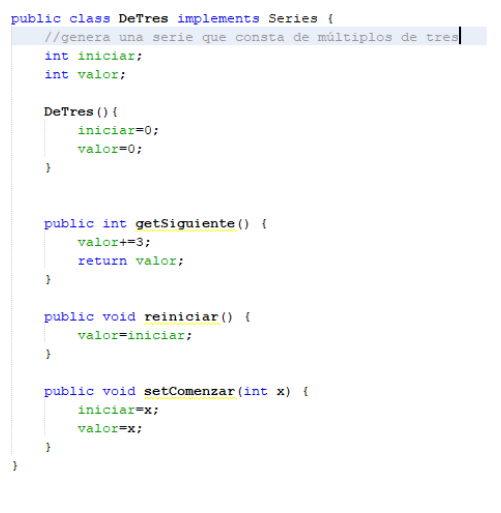 public class DeTres implements Series {
    //genera una serie que consta de múltiplos de tres
    int iniciar;
    int valor;
    DeTres(){
        iniciar=0;
        valor=0;
    }
    public int getSiguiente() {
        valor+=3;
        return valor;
    }
    public void reiniciar() {
        valor=iniciar;
    }
    public void setComenzar(int x) {
        iniciar=x;
        valor=x;
    }
}